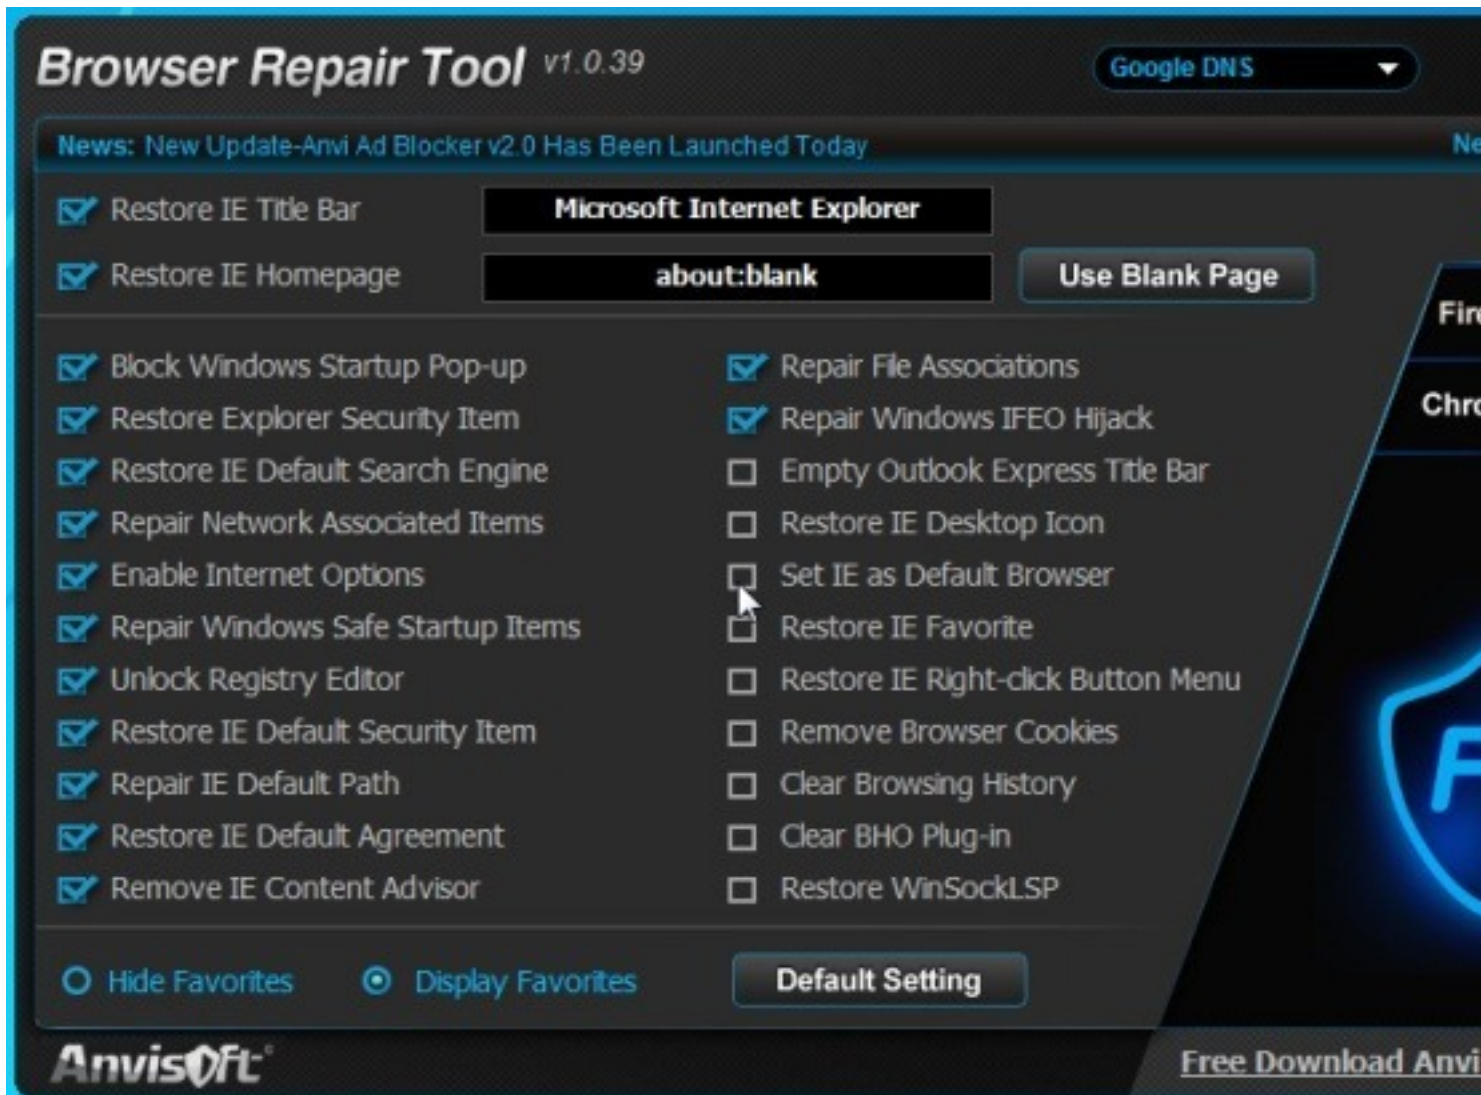 Browser Repair Tool v1.0.39
Google DNS
News: New Update-Anvi Ad Blocker v2.0 Has Been Launched Today
Restore IE Title Bar
Microsoft Internet Explorer
Restore IE Homepage
about:blank
Use Blank Page
Block Windows Startup Pop-up
Restore Explorer Security Item
Restore IE Default Search Engine
Repair Network Associated Items
Enable Internet Options
Repair Windows Safe Startup Items
Unlock Registry Editor
Restore IE Default Security Item
Repair IE Default Path
Restore IE Default Agreement
Remove IE Content Advisor
Repair File Associations
Repair Windows IFEO Hijack
Empty Outlook Express Title Bar
Restore IE Desktop Icon
Set IE as Default Browser
Restore IE Favorite
Restore IE Right-click Button Menu
Remove Browser Cookies
Clear Browsing History
Clear BHO Plug-in
Restore WinSockLSP
Hide Favorites
Display Favorites
Default Setting
Anvisoft
Free Download Anvi